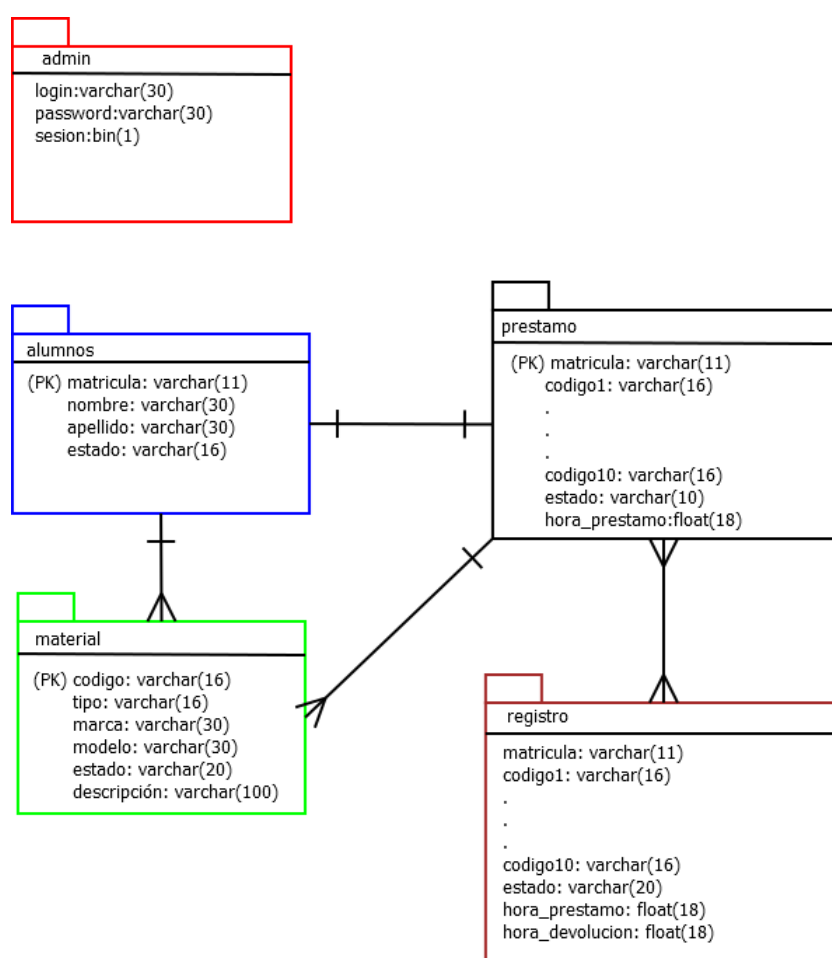 admin
login:varchar(30)
password:varchar(30)
sesion:bin(1)
alumnos
(PK) matricula: varchar(11)
nombre: varchar(30)
apellido: varchar(30)
estado: varchar(16)
prestamo
(PK) matricula: varchar(11)
codigo1: varchar(16)
.
.
.
codigo10: varchar(16)
estado: varchar(10)
hora_prestamo:float(18)
material
(PK) codigo: varchar(16)
tipo: varchar(16)
marca: varchar(30)
modelo: varchar(30)
estado: varchar(20)
descripción: varchar(100)
registro
matricula: varchar(11)
codigo1: varchar(16)
.
.
.
codigo10: varchar(16)
estado: varchar(20)
hora_prestamo: float(18)
hora_devolucion: float(18)